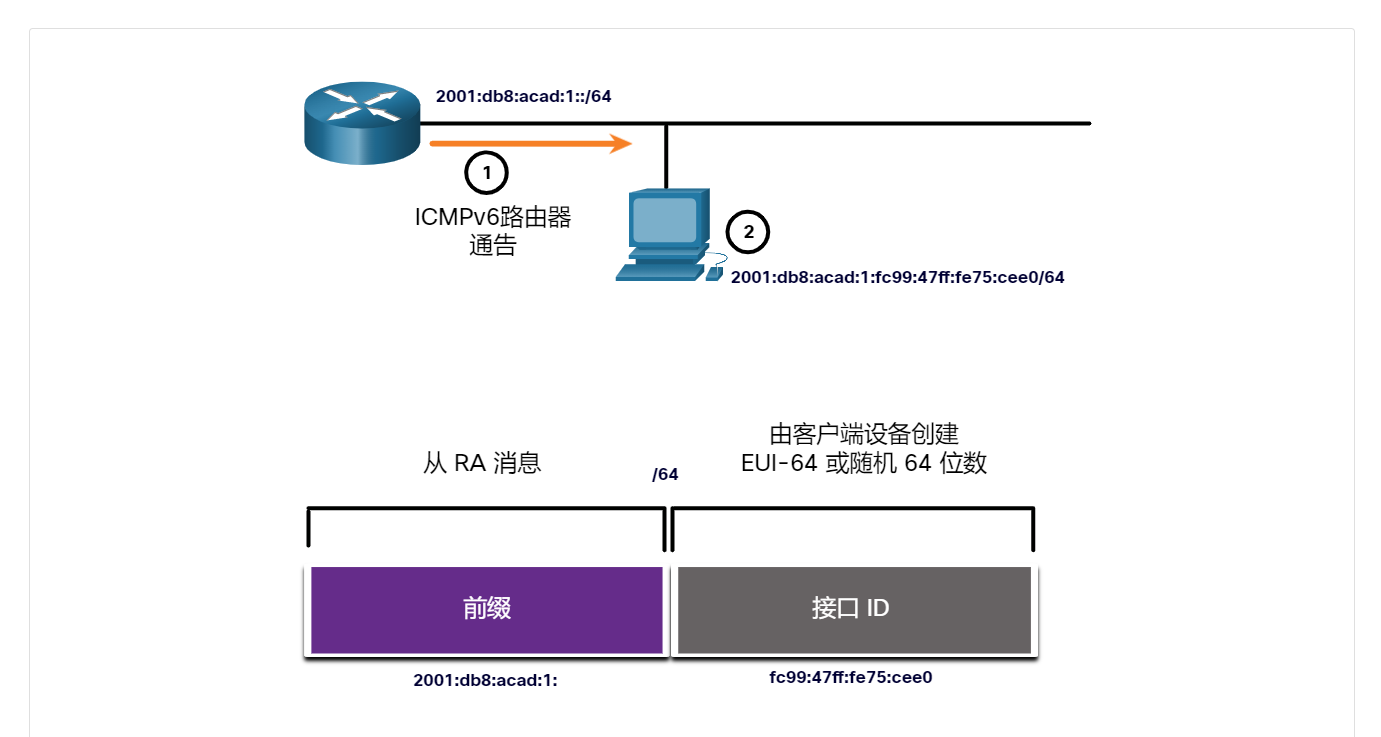 2001:db8:acad:1::/64
1
ICMPv6路由器
通告
2
2001:db8:acad:1:fc99:47ff:fe75:cee0/64
从 RA 消息
/64
由客户端设备创建
EUI-64 或随机 64 位数
前缀
接口 ID
2001:db8:acad:1:
fc99:47ff:fe75:cee0